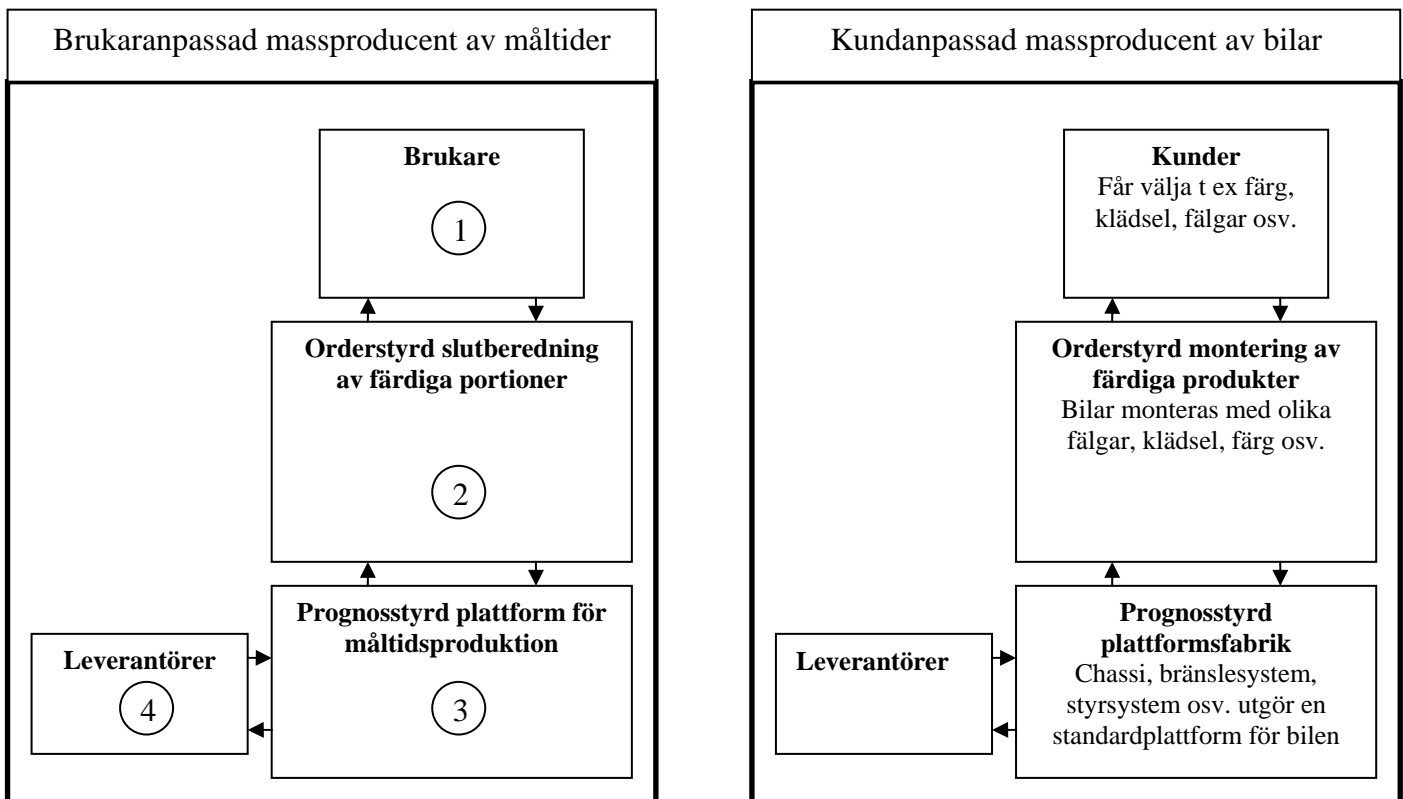 Brukaranpassad massproducent av måltider
Brukare
1
Orderstyrd slutberedning
av färdiga portioner
2
Prognosstyrd plattform för
måltidsproduktion
3
Leverantörer
4
Kundanpassad massproducent av bilar
Kunder
Får välja t ex färg,
klädsel, fälgar osv.
Orderstyrd montering av
färdiga produkter
Bilar monteras med olika
fälgar, klädsel, färg osv.
Prognosstyrd
plattformsfabrik
Chassi, bränslesystem,
styrsystem osv. utgör en
standardplattform för bilen
Leverantörer